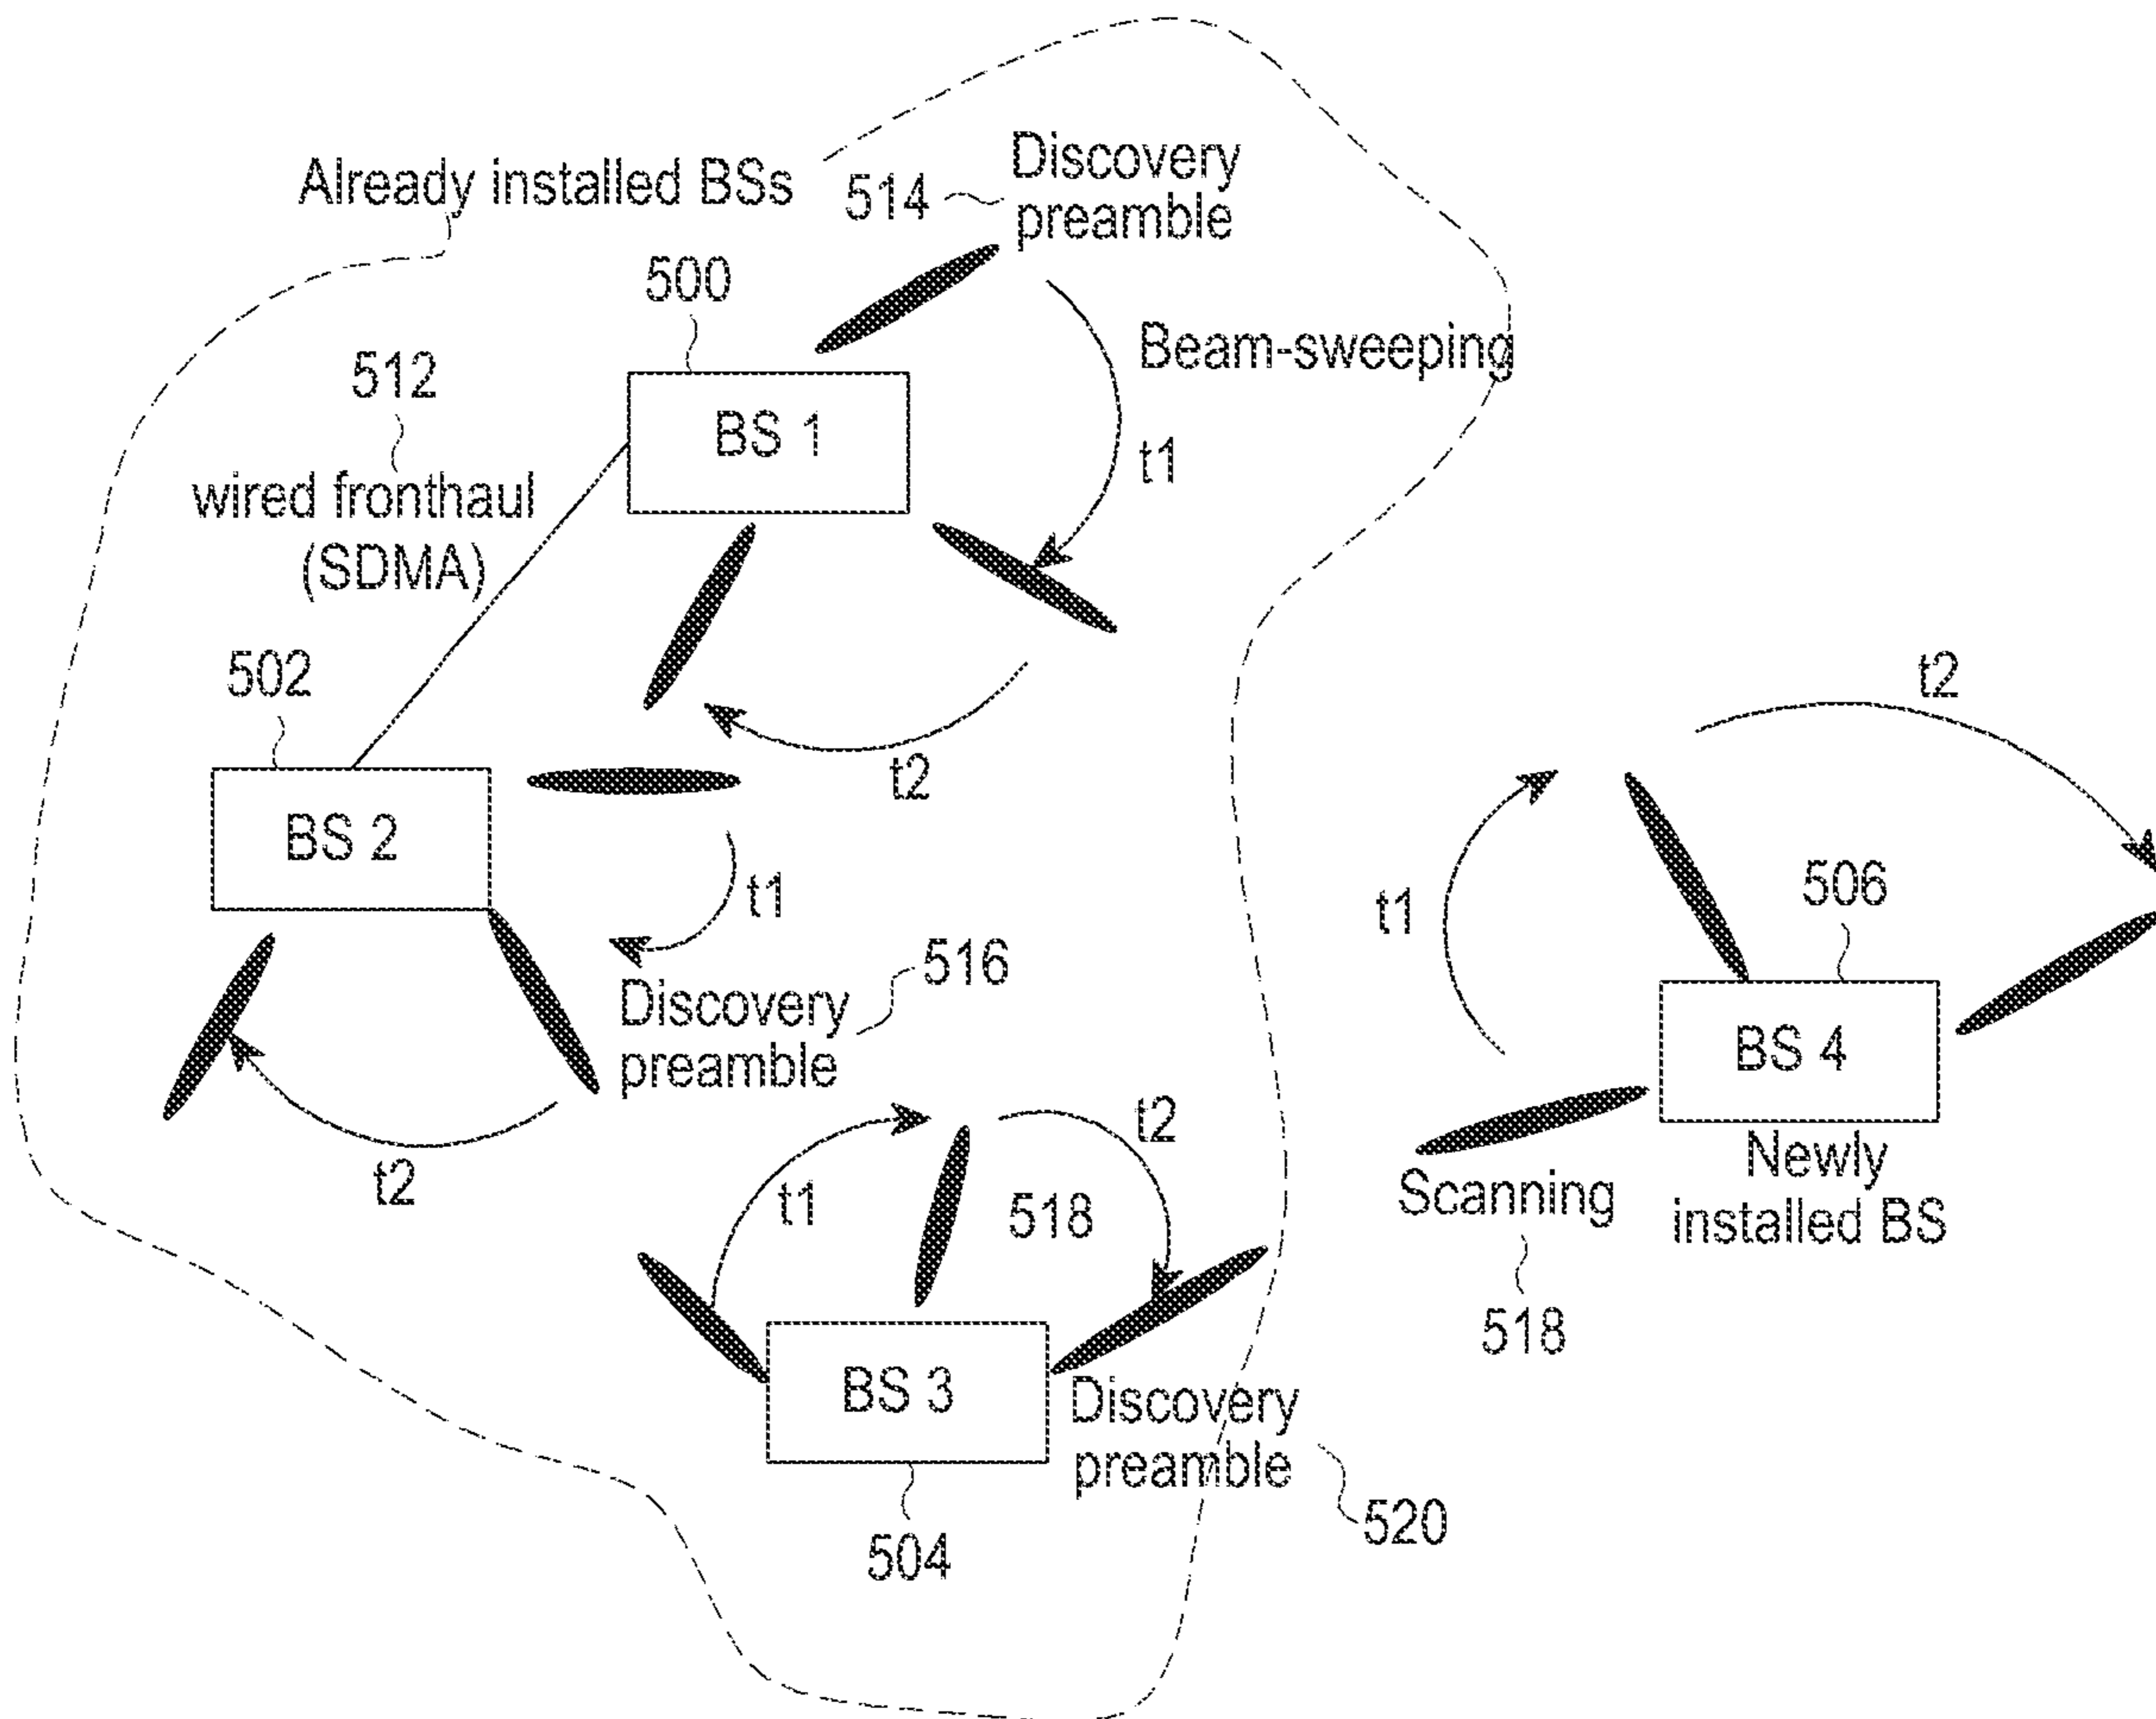 Already installed BSs
514
Discovery
preamble
500
512
Beam-sweeping
BS 1
t1
wired fronthaul
(SDMA)
502
t2
BS 2
t1
516
Discovery
preamble
t2
t2
t1
506
BS 4
Newly
installed BS
Scanning
518
t1
518
t2
BS 3
Discovery
preamble
504
520